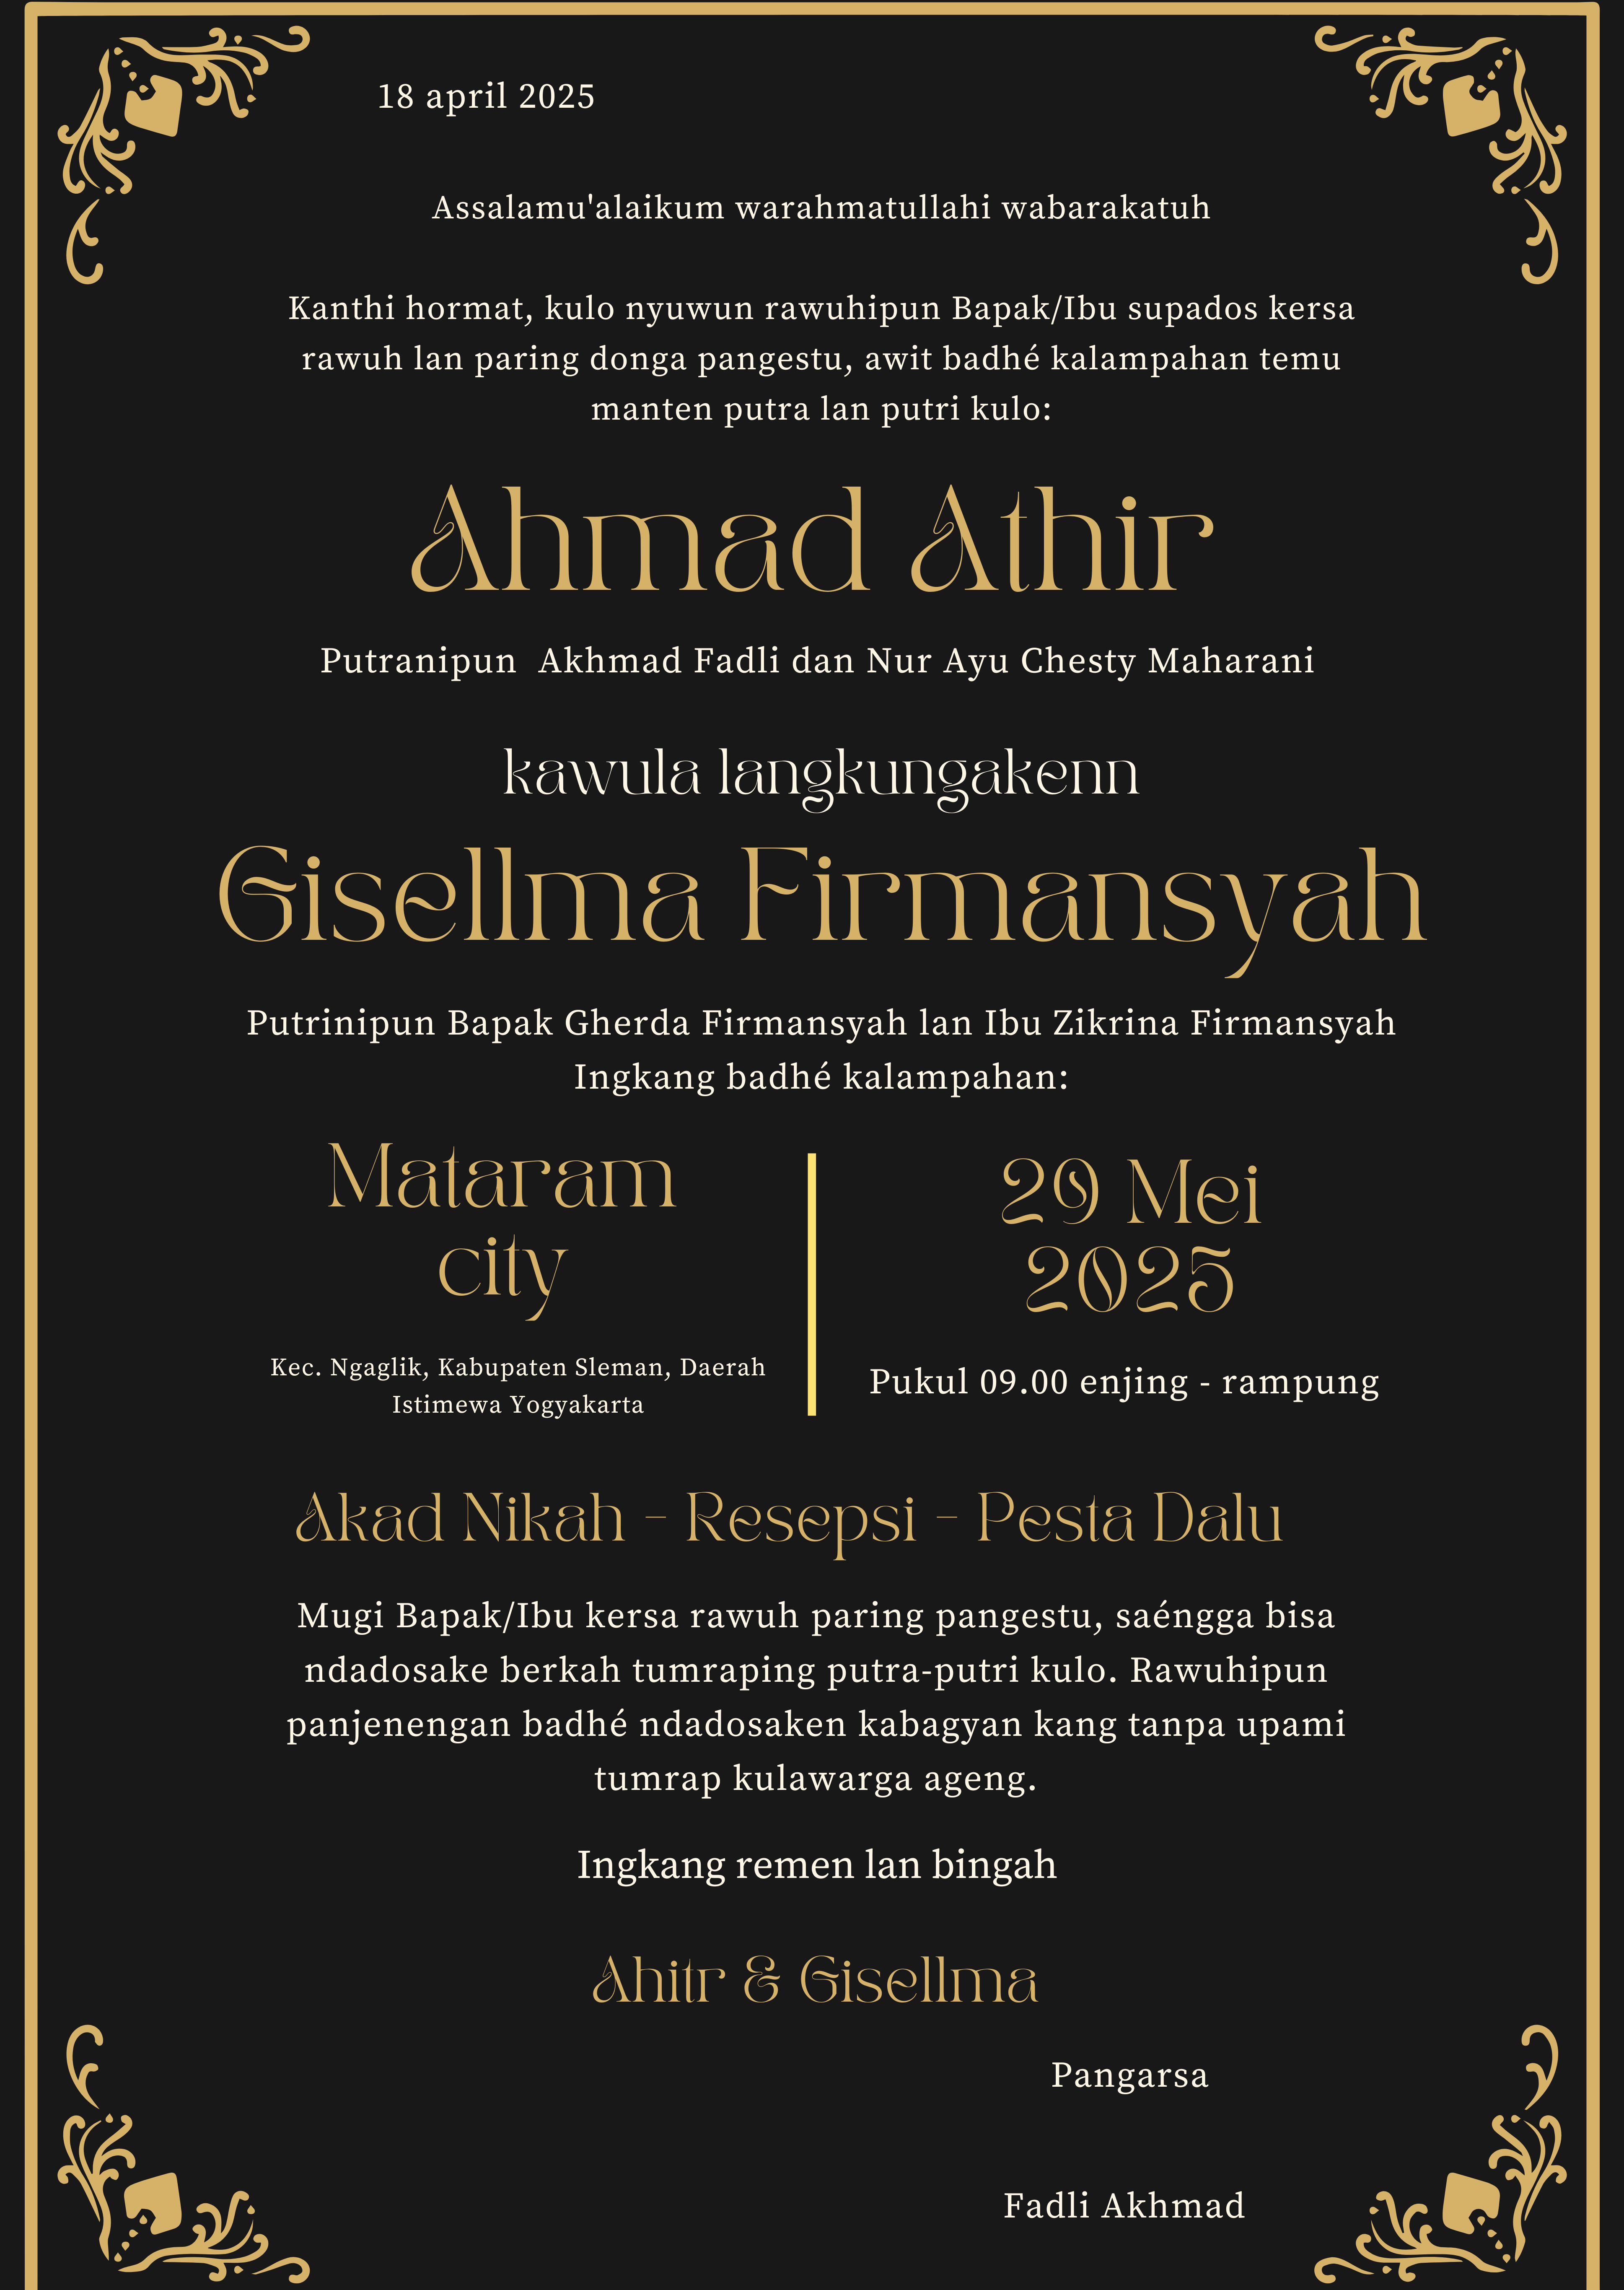 18 april 2025
Assalamu'alaikum warahmatullahi wabarakatuh
Kanthi hormat, kulo nyuwun rawuhipun Bapak/Ibu supados kersa
rawuh lan paring donga pangestu, awit badhé kalampahan temu
manten putra lan putri kulo:
Ahmad Athir
Putranipun  Akhmad Fadli dan Nur Ayu Chesty Maharani
kawula langkungakenn
Gisellma Firmansyah
Putrinipun Bapak Gherda Firmansyah lan Ibu Zikrina Firmansyah
Ingkang badhé kalampahan:
Mataram
city
Kec. Ngaglik, Kabupaten Sleman, Daerah
Istimewa Yogyakarta
29 Mei
2025
Pukul 09.00 enjing - rampung
Akad Nikah - Resepsi - Pesta Dalu
Mugi Bapak/Ibu kersa rawuh paring pangestu, saéngga bisa
ndadosake berkah tumraping putra-putri kulo. Rawuhipun
panjenengan badhé ndadosaken kabagyan kang tanpa upami
tumrap kulawarga ageng.
Ingkang remen lan bingah
Ahitr & Gisellma
Pangarsa
Fadli Akhmad